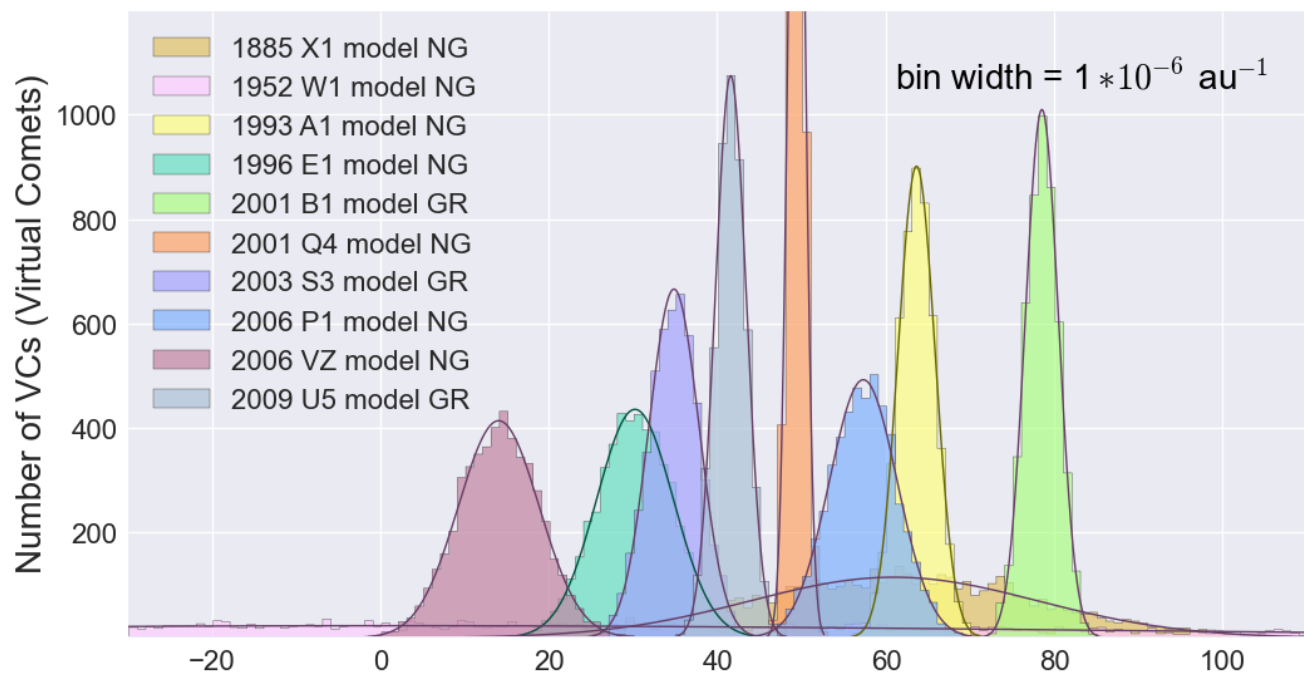 1885 X1 model NG
1952 W1 model NG
1993 A1 model NG
1996 E1 model NG
2001 B1 model GR
2001 Q4 model NG
2003 S3 model GR
2006 P1 model NG
2006 VZ model NG
2009 U5 model GR
bin width = 1 *10⁻⁶ au⁻¹
Number of VCs (Virtual Comets)
1000
800
600
400
200
−20 0 20 40 60 80 100